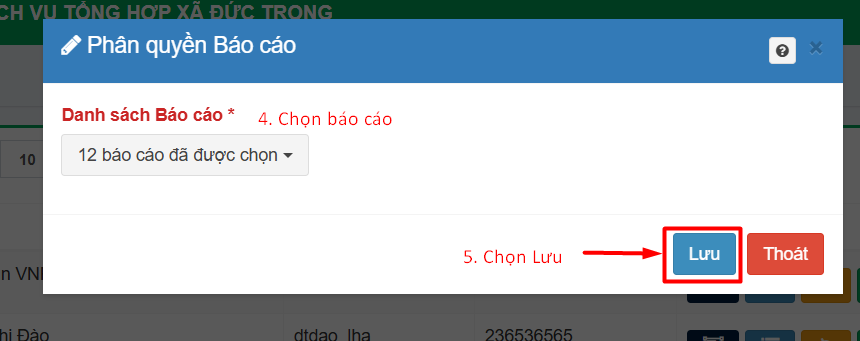 CH VỤ TỔNG HỢP XÃ ĐỨC TRỌNG
Phân quyền Báo cáo
Danh sách Báo cáo *
4. Chọn báo cáo
10
12 báo cáo đã được chọn
5. Chọn Lưu
Lưu
Thoát
n VN
hị Đào
dtdao_lha
236536565